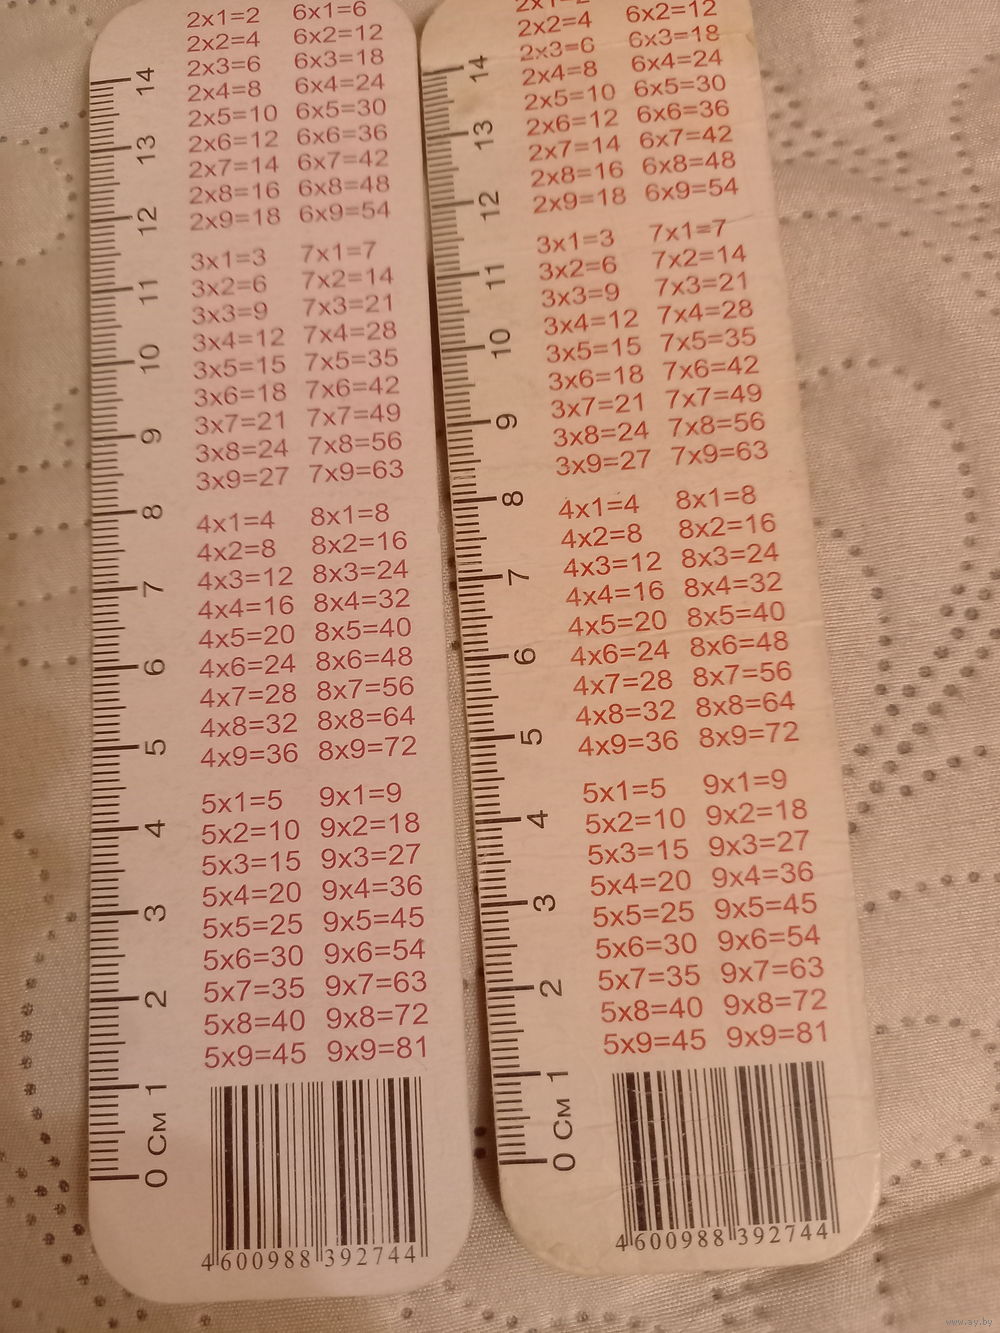 2x1=2 6x1=6
2x2=4 6x2=12
2x3=6 6x3=18
2x4=8 6x4=24
2x5=10 6x5=30
2x6=12 6x6=36
2x7=14 6x7=42
2x8=16 6x8=48
2x9=18 6x9=54
3x1=3 7x1=7
3x2=6 7x2=14
3x3=9 7x3=21
3x4=12 7x4=28
3x5=15 7x5=35
3x6=18 7x6=42
3x7=21 7x7=49
3x8=24 7x8=56
3x9=27 7x9=63
4x1=4 8x1=8
4x2=8 8x2=16
4x3=12 8x3=24
4x4=16 8x4=32
4x5=20 8x5=40
4x6=24 8x6=48
4x7=28 8x7=56
4x8=32 8x8=64
4x9=36 8x9=72
5x1=5 9x1=9
5x2=10 9x2=18
5x3=15 9x3=27
5x4=20 9x4=36
5x5=25 9x5=45
5x6=30 9x6=54
5x7=35 9x7=63
5x8=40 9x8=72
5x9=45 9x9=81
0 См 1 2 3 4 5 6 7 8 9 10 11 12 13 14
4 600988 392744
2x2=4 6x2=12
2x3=6 6x3=18
2x4=8 6x4=24
2x5=10 6x5=30
2x6=12 6x6=36
2x7=14 6x7=42
2x8=16 6x8=48
2x9=18 6x9=54
3x1=3 7x1=7
3x2=6 7x2=14
3x3=9 7x3=21
3x4=12 7x4=28
3x5=15 7x5=35
3x6=18 7x6=42
3x7=21 7x7=49
3x8=24 7x8=56
3x9=27 7x9=63
4x1=4 8x1=8
4x2=8 8x2=16
4x3=12 8x3=24
4x4=16 8x4=32
4x5=20 8x5=40
4x6=24 8x6=48
4x7=28 8x7=56
4x8=32 8x8=64
4x9=36 8x9=72
5x1=5 9x1=9
5x2=10 9x2=18
5x3=15 9x3=27
5x4=20 9x4=36
5x5=25 9x5=45
5x6=30 9x6=54
5x7=35 9x7=63
5x8=40 9x8=72
5x9=45 9x9=81
0 См 1 2 3 4 5 6 7 8 9 10 11 12 13 14
4 600988 392744
www.ay.by